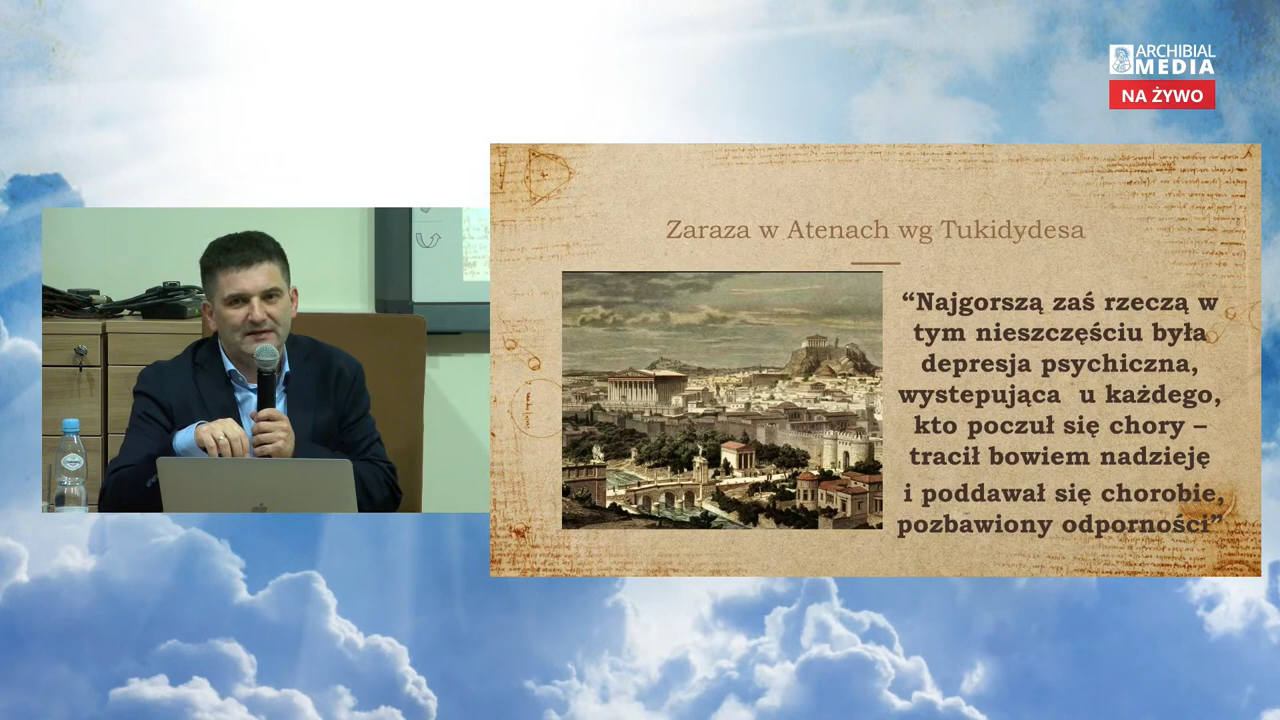 ARCHIBIAL
MEDIA
NA ŻYWO
Zaraza w Atenach wg Tukidydesa
“Najgorszą zaś rzeczą w
tym nieszczęściu była
depresja psychiczna,
wystepująca u każdego,
kto poczuł się chory –
tracił bowiem nadzieję
i poddawał się chorobie,
pozbawiony odporności”